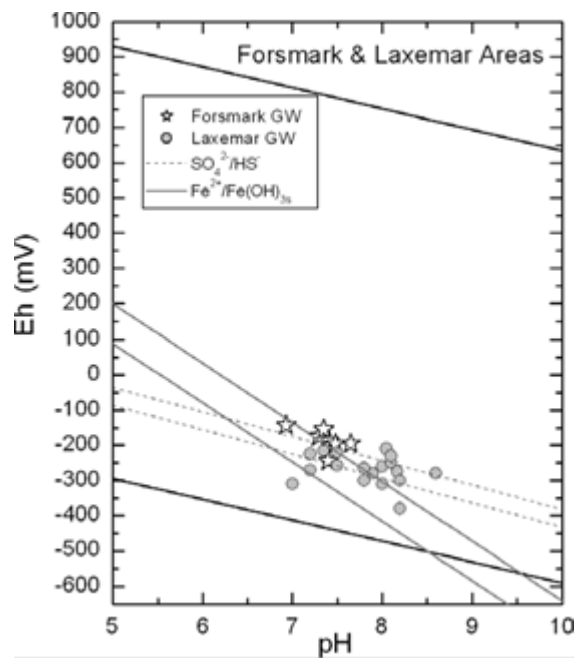 Forsmark & Laxemar Areas
Forsmark GW
Laxemar GW
SO₄²⁻/HS⁻
Fe²⁺/Fe(OH)₃ₛ
Eh (mV)
1000
900
800
700
600
500
400
300
200
100
0
-100
-200
-300
-400
-500
-600
5 6 7 8 9 10
pH